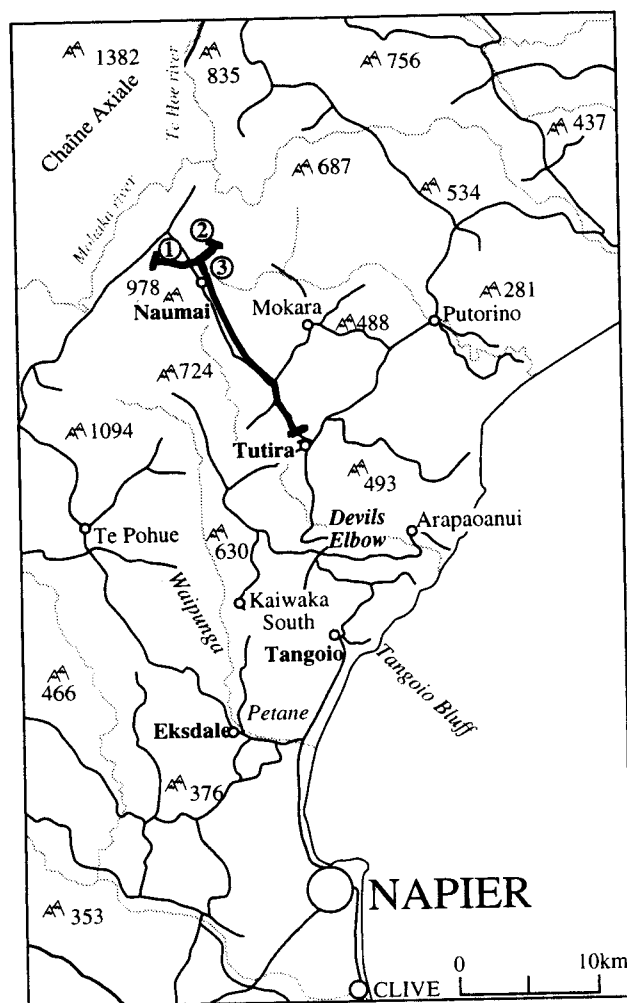 1382
835
756
Te Hoe river
Chaîne Axiale
437
687
534
Mohaka river
①
②
③
978
Naumai
Mokara
281
488
Putorino
724
1094
Tutira
493
Te Pohue
630
Devils
Elbow
Arapaoanui
Waipunga
Kaiwaka
South
Tangoio
466
Tangoio Bluff
Petane
Eksdale
376
NAPIER
353
0
10km
CLIVE